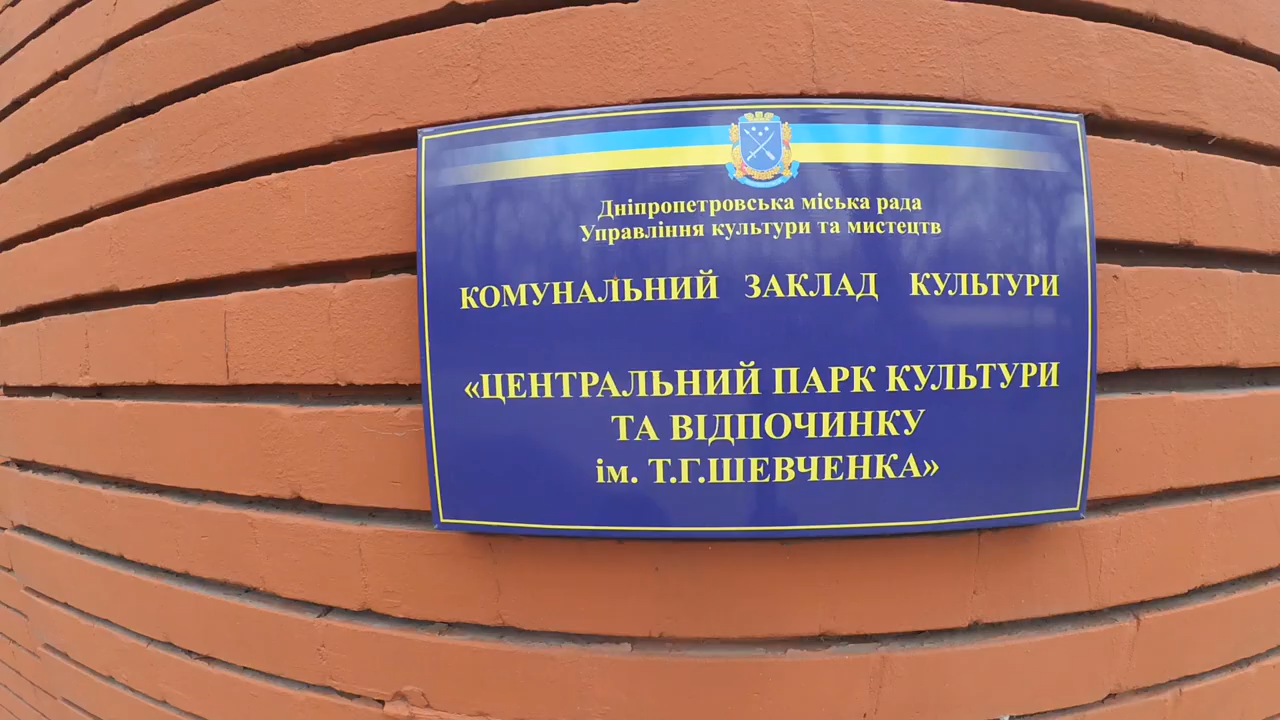 Дніпропетровська міська рада
Управління культури та мистецтв
КОМУНАЛЬНИЙ ЗАКЛАД КУЛЬТУРИ
«ЦЕНТРАЛЬНИЙ ПАРК КУЛЬТУРИ
ТА ВІДПОЧИНКУ
ім. Т.Г.ШЕВЧЕНКА»